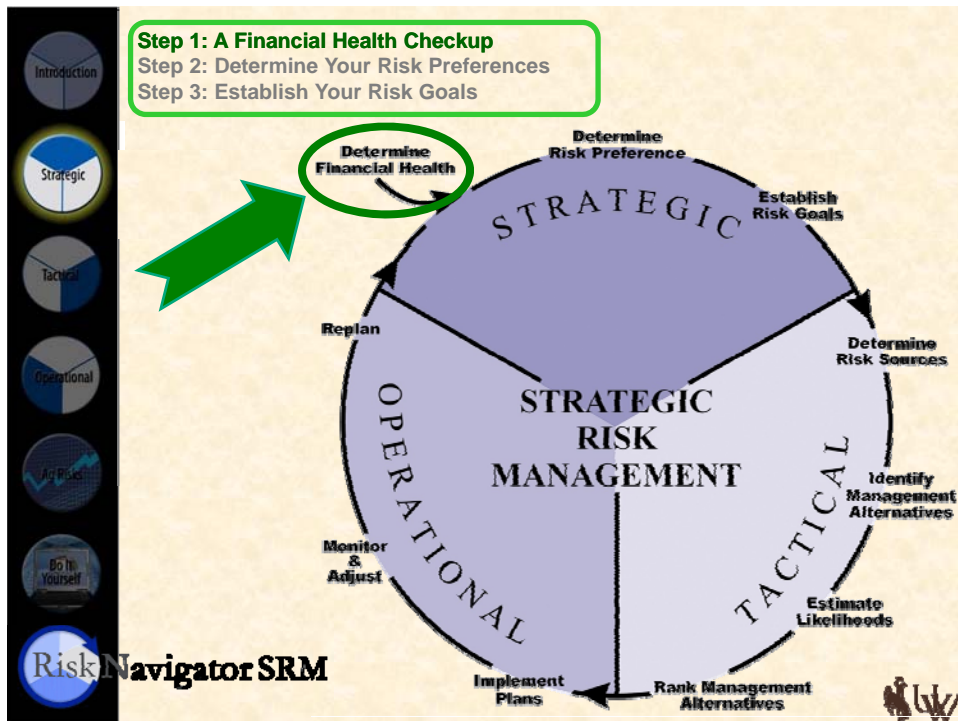 Step 1: A Financial Health Checkup
Step 2: Determine Your Risk Preferences
Step 3: Establish Your Risk Goals
Introduction
Strategic
Tactical
Operational
Ag Risks
Do It
Yourself
Risk Navigator SRM
Determine
Financial Health
Determine
Risk Preference
Establish
Risk Goals
STRATEGIC
Determine
Risk Sources
Identify
Management
Alternatives
Estimate
Likelihoods
TACTICAL
Rank Management
Alternatives
Implement
Plans
Monitor
&
Adjust
Replan
OPERATIONAL
STRATEGIC
RISK
MANAGEMENT